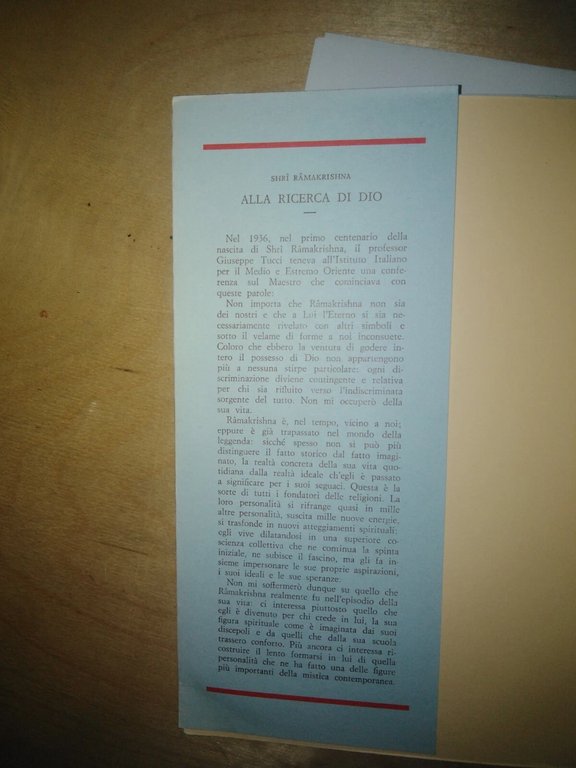 SHRÎ RÂMAKRISHNA
ALLA RICERCA DI DIO
Nel 1936, nel primo centenario della
nascita di Shrî Râmakrishna, il professor
Giuseppe Tucci teneva all'Istituto Italiano
per il Medio e Estremo Oriente una confe-
renza sul Maestro che cominciava con
queste parole:
Non importa che Râmakrishna non sia
dei nostri e che a Lui l'Eterno si sia ne-
cessariamente rivelato con altri simboli e
sotto il velame di forme a noi inconsuete.
Coloro che ebbero la ventura di godere in-
tero il possesso di Dio non appartengono
più a nessuna stirpe particolare: ogni di-
scriminazione diviene contingente e relativa
per chi sia rifluito verso l'indiscriminata
sorgente del tutto. Non mi occuperò della
sua vita.
Râmakrishna è, nel tempo, vicino a noi;
eppure è già trapassato nel mondo della
leggenda: sicché spesso non si può più
distinguere il fatto storico dal fatto imagi-
nato, la realtà concreta della sua vita quo-
tidiana dalla realtà ideale ch'egli è passato
a significare per i suoi seguaci. Questa è la
sorte di tutti i fondatori delle religioni. La
loro personalità si rifrange quasi in mille
altre personalità, suscita mille nuove energie,
si trasfonde in nuovi atteggiamenti spirituali:
egli vive dilatandosi in una superiore co-
scienza collettiva che ne continua la spinta
iniziale, ne subisce il fascino, ma gli fa in-
sieme impersonare le sue proprie aspirazioni,
i suoi ideali e le sue speranze.
Non mi soffermerò dunque su quello che
Râmakrishna realmente fu nell'episodio della
sua vita: ci interessa piuttosto quello che
egli è divenuto per chi crede in lui, la sua
figura spirituale come è imaginata dai suoi
discepoli e da quelli che dalla sua scuola
trassero conforto. Più ancora ci interessa ri-
costruire il lento formarsi in lui di quella
personalità che ne ha fatto una delle figure
più importanti della mistica contemporanea.